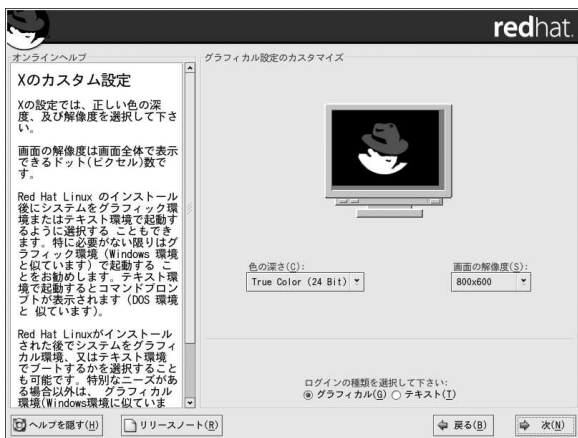 redhat.
オンラインヘルプ
Xのカスタム設定
Xの設定では、正しい色の深
度、及び解像度を選択して下さ
い。
画面の解像度は画面全体で表示
できるドット(ピクセル)数で
す。
Red Hat Linux のインストール
後にシステムをグラフィック環
境またはテキスト環境で起動す
るように選択する こともでき
ます。特に必要がない限りはグ
ラフィック環境 (Windows 環境
と似ています) で起動する こ
とをお勧めします。テキスト環
境で起動するとコマンドプロン
プトが表示されます (DOS 環境
と 似ています)。
Red Hat Linuxがインストール
された後でシステムをグラフィ
カル環境、又はテキスト環境
でブートするかを選択すること
も可能です。特別なニーズがあ
る場合以外は、 グラフィカル
環境(Windows環境に似ていま
グラフィカル設定のカスタマイズ
色の深さ(C):
True Color (24 Bit)
画面の解像度(S):
800x600
ログインの種類を選択して下さい:
グラフィカル(G) テキスト(T)
ヘルプを隠す(H) リリースノート(R) 戻る(B) 次(N)